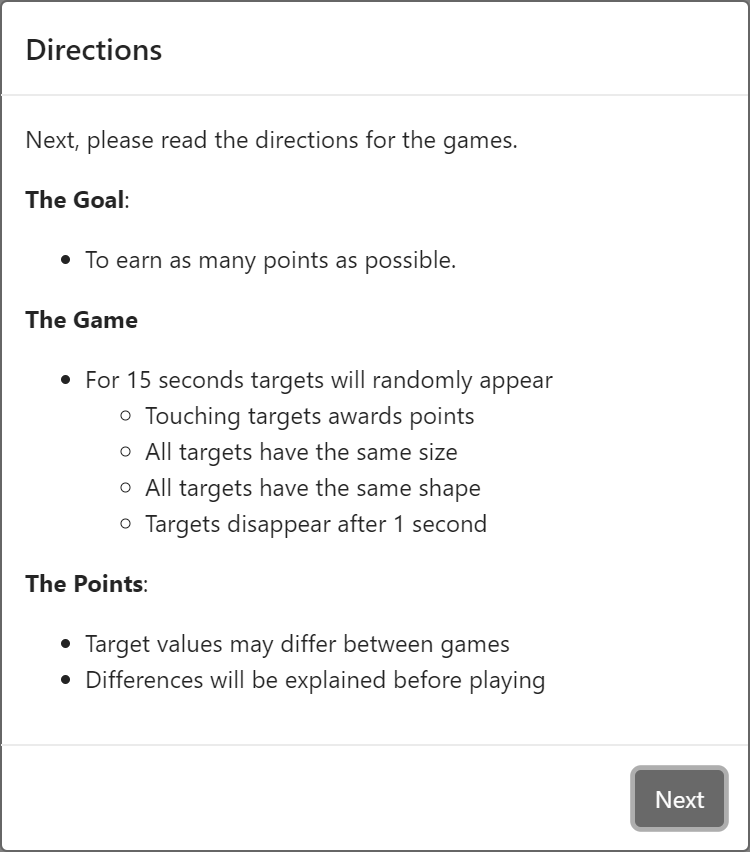 Directions
Next, please read the directions for the games.
The Goal:
To earn as many points as possible.
The Game
For 15 seconds targets will randomly appear
Touching targets awards points
All targets have the same size
All targets have the same shape
Targets disappear after 1 second
The Points:
Target values may differ between games
Differences will be explained before playing
Next